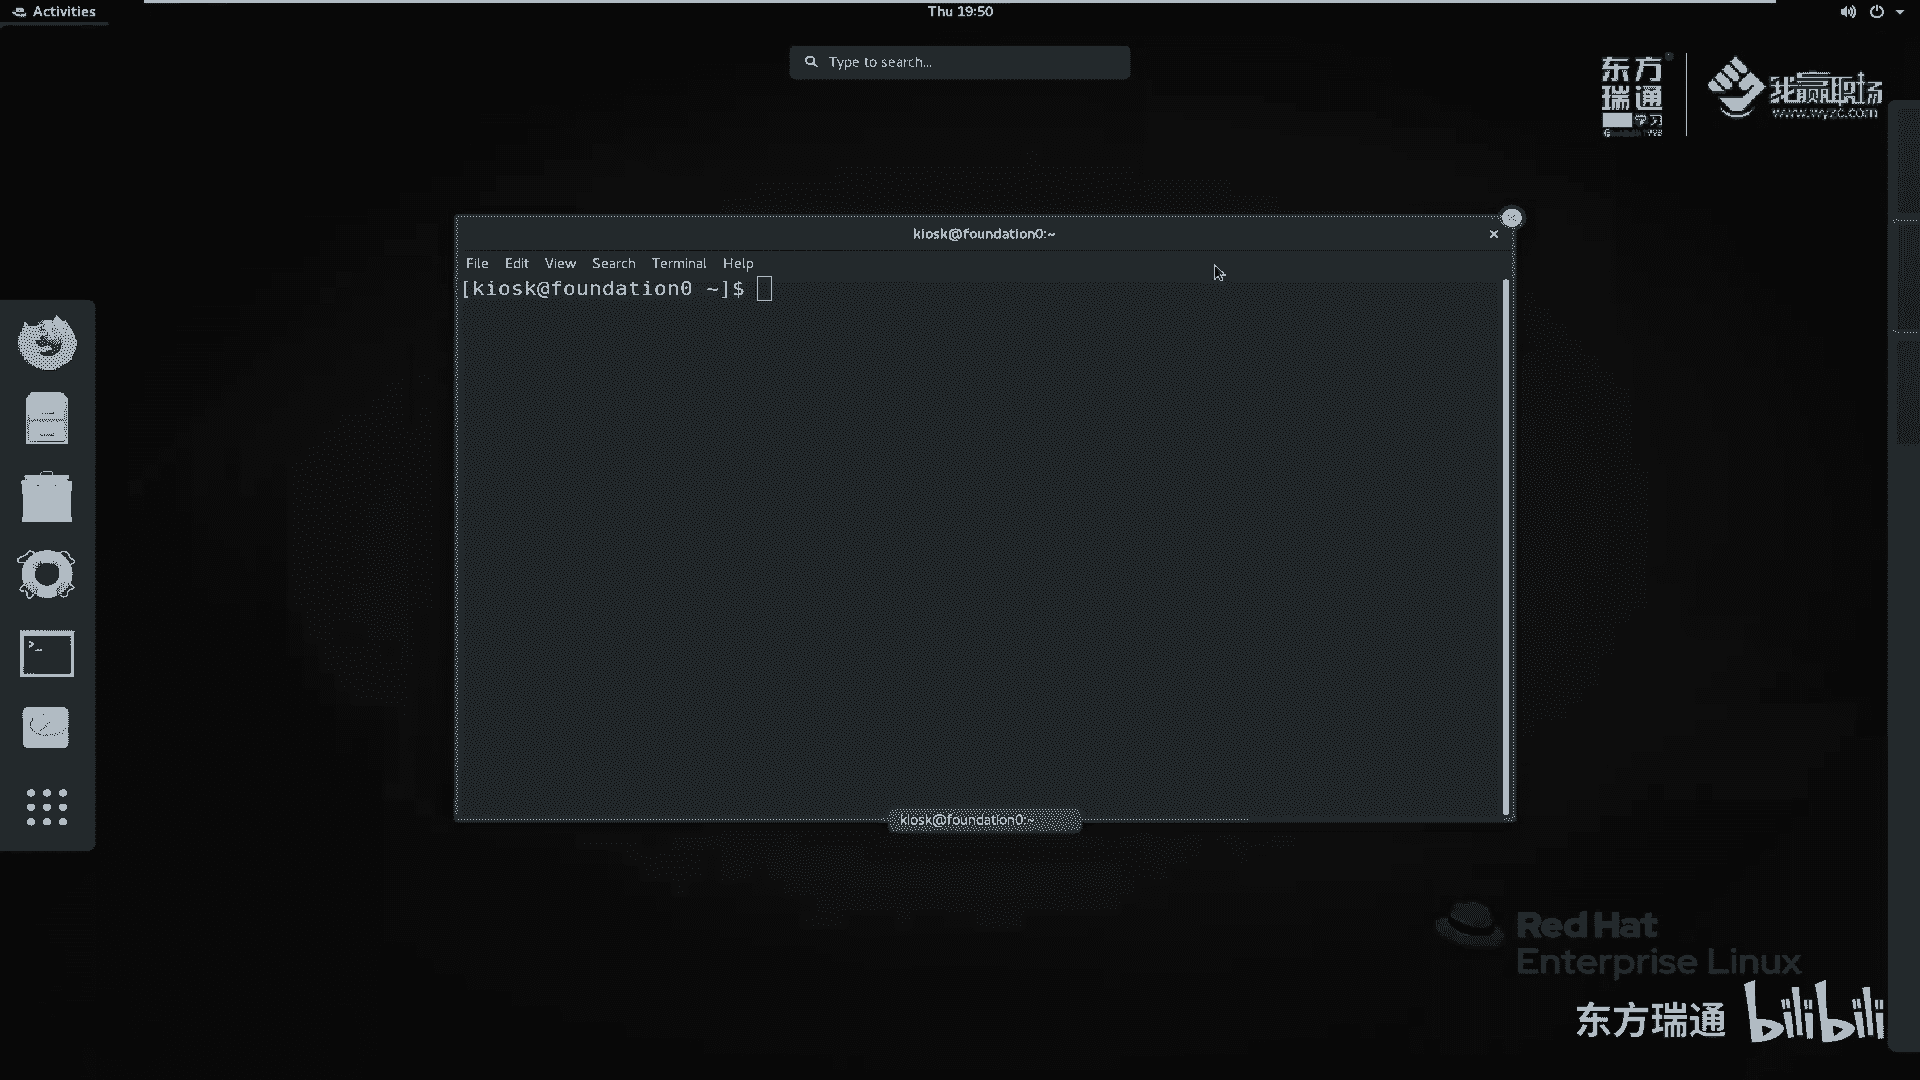 Activities
Thu 19:50
Type to search...
东方
瑞通
学习
我赢职场
www.wyzc.com
kiosk@foundation0:~
File Edit View Search Terminal Help
[kiosk@foundation0 ~]$
>_
kiosk@foundation0:~
Red Hat
Enterprise Linux
东方瑞通 bilibili